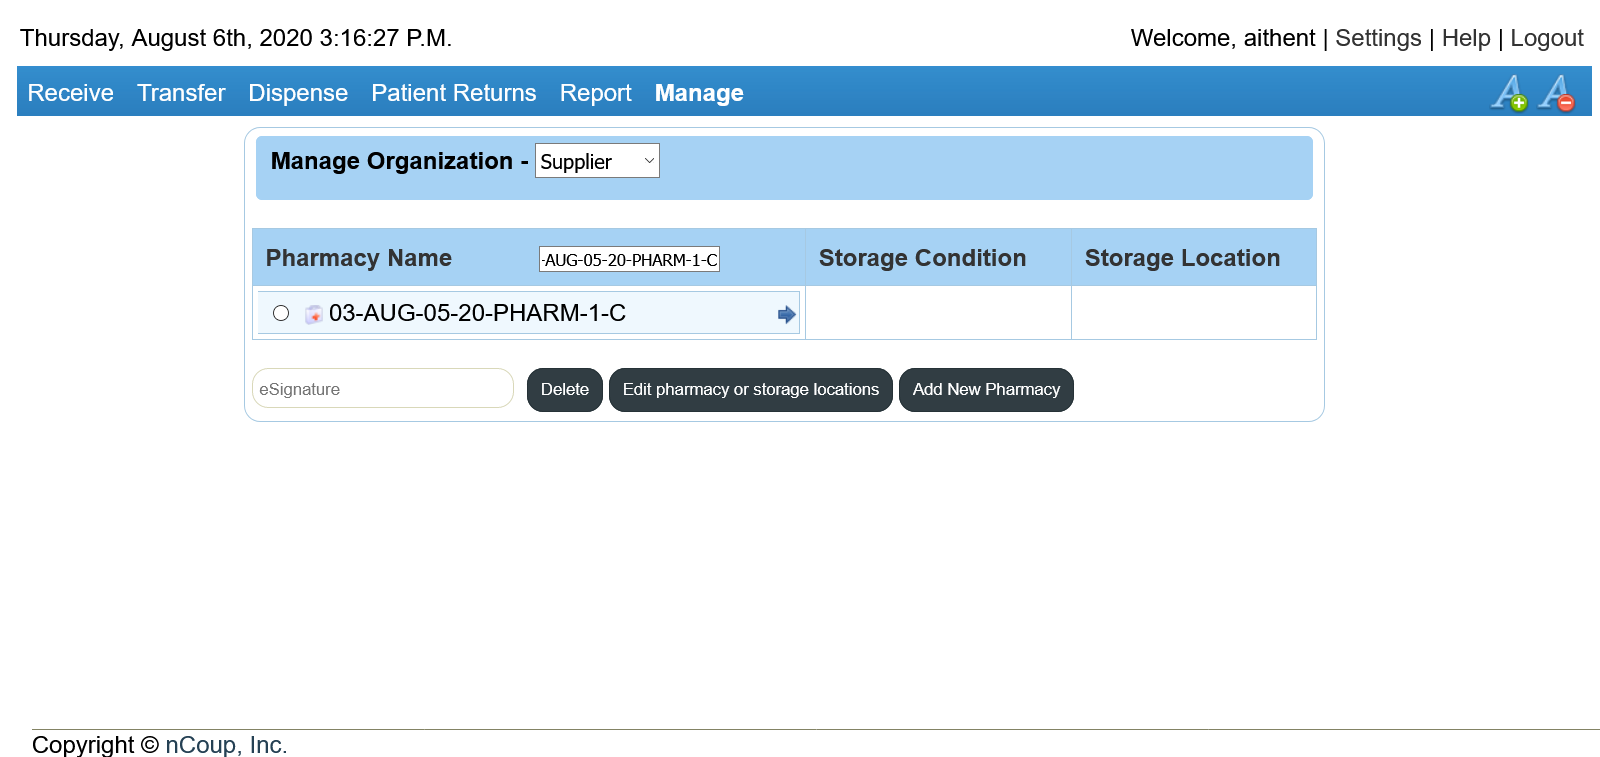 Thursday, August 6th, 2020 3:16:27 P.M. Welcome, aithent | Settings | Help | Logout
Receive Transfer Dispense Patient Returns Report Manage
Manage Organization - Supplier
Pharmacy Name -AUG-05-20-PHARM-1-C Storage Condition Storage Location
03-AUG-05-20-PHARM-1-C
eSignature Delete Edit pharmacy or storage locations Add New Pharmacy
Copyright © nCoup, Inc.